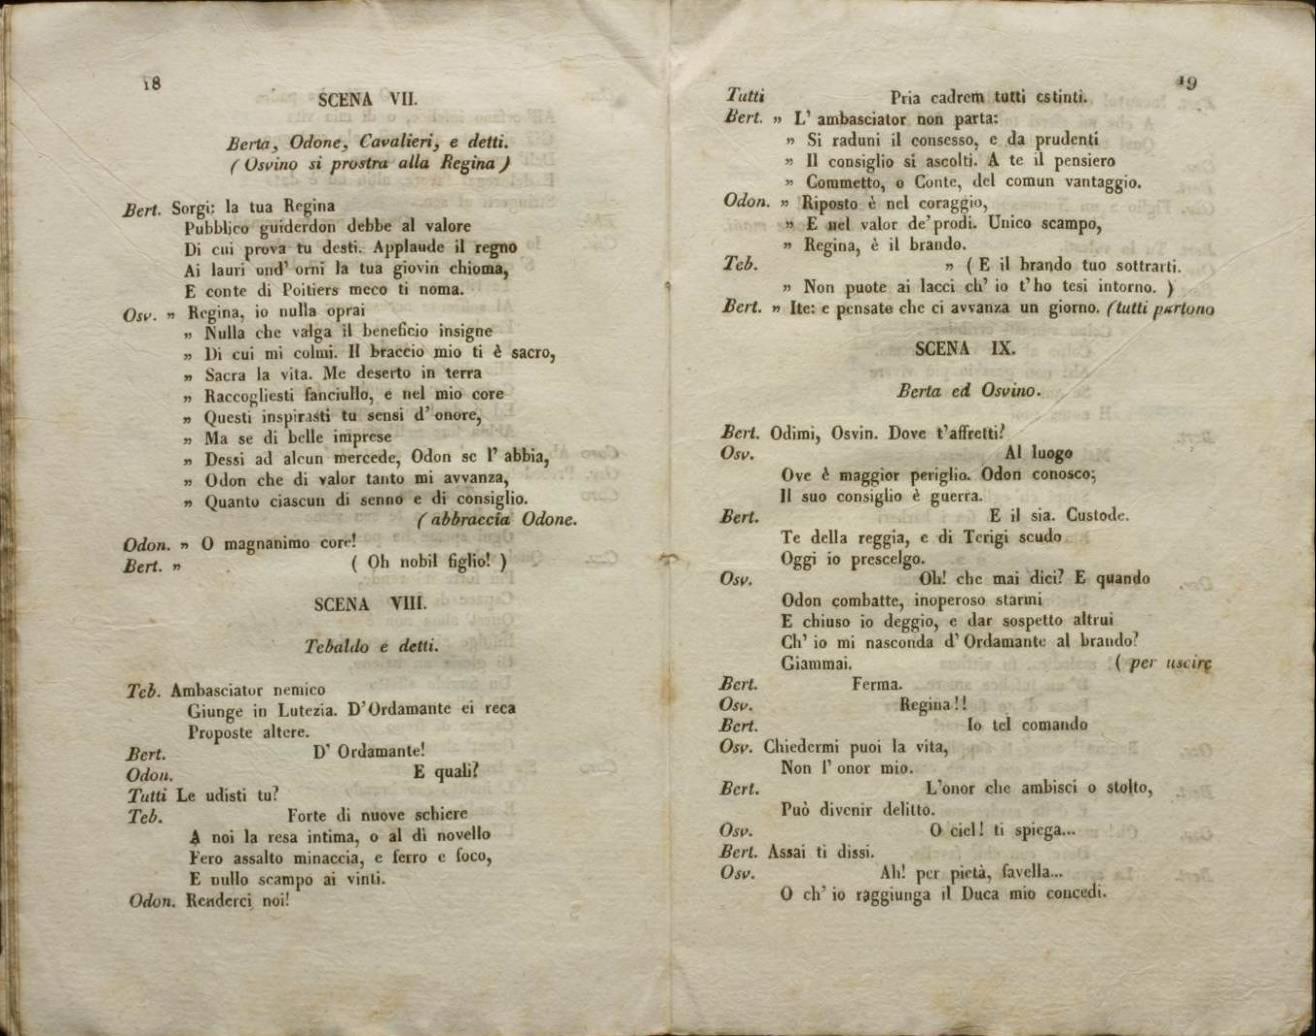 18
SCENA VII.
Berta, Odone, Cavalieri, e detti.
( Osvino si prostra alla Regina )
Bert. Sorgi: la tua Regina
Pubblico guiderdon debbe al valore
Di cui prova tu desti. Applaude il regno
Ai lauri ond' orni la tua giovin chioma,
E conte di Poitiers meco ti noma.
Osv. „ Regina, io nulla oprai
„ Nulla che valga il beneficio insigne
„ Di cui mi colmi. Il braccio mio ti è sacro,
„ Sacra la vita. Me deserto in terra
„ Raccogliesti fanciullo, e nel mio core
„ Questi inspirasti tu sensi d' onore,
„ Ma se di belle imprese
„ Dessi ad alcun mercede, Odon se l' abbia,
„ Odon che di valor tanto mi avvanza,
„ Quanto ciascun di senno e di consiglio.
( abbraccia Odone.
Odon. „ O magnanimo core!
Bert. „ ( Oh nobil figlio! )
SCENA VIII.
Tebaldo e detti.
Teb. Ambasciator nemico
Giunge in Lutezia. D'Ordamante ei reca
Proposte altere.
Bert. D' Ordamante!
Odon. E quali?
Tutti Le udisti tu?
Teb. Forte di nuove schiere
A noi la resa intima, o al dì novello
Fero assalto minaccia, e ferro e foco,
E nullo scampo ai vinti.
Odon. Renderci noi!
19
Tutti Pria cadrem tutti estinti.
Bert. „ L' ambasciator non parta:
„ Si raduni il consesso, e da prudenti
„ Il consiglio si ascolti. A te il pensiero
„ Commetto, o Conte, del comun vantaggio.
Odon. „ Riposto è nel coraggio,
„ E nel valor de' prodi. Unico scampo,
„ Regina, è il brando.
Teb. „ ( E il brando tuo sottrarti.
„ Non puote ai lacci ch' io t' ho tesi intorno. )
Bert. „ Ite: e pensate che ci avvanza un giorno. (tutti partono
SCENA IX.
Berta ed Osvino.
Bert. Odimi, Osvin. Dove t'affretti?
Osv. Al luogo
Ove è maggior periglio. Odon conosco;
Il suo consiglio è guerra.
Bert. E il sia. Custode.
Te della reggia, e di Terigi scudo
Oggi io prescelgo.
Osv. Oh! che mai dici? E quando
Odon combatte, inoperoso starmi
E chiuso io deggio, e dar sospetto altrui
Ch' io mi nasconda d' Ordamante al brando?
Giammai. ( per uscire
Bert. Ferma.
Osv. Regina!!
Bert. Io tel comando
Osv. Chiedermi puoi la vita,
Non l' onor mio.
Bert. L'onor che ambisci o stolto,
Può divenir delitto.
Osv. O ciel! ti spiega...
Bert. Assai ti dissi.
Osv. Ah! per pietà, favella...
O ch' io raggiunga il Duca mio concedi.